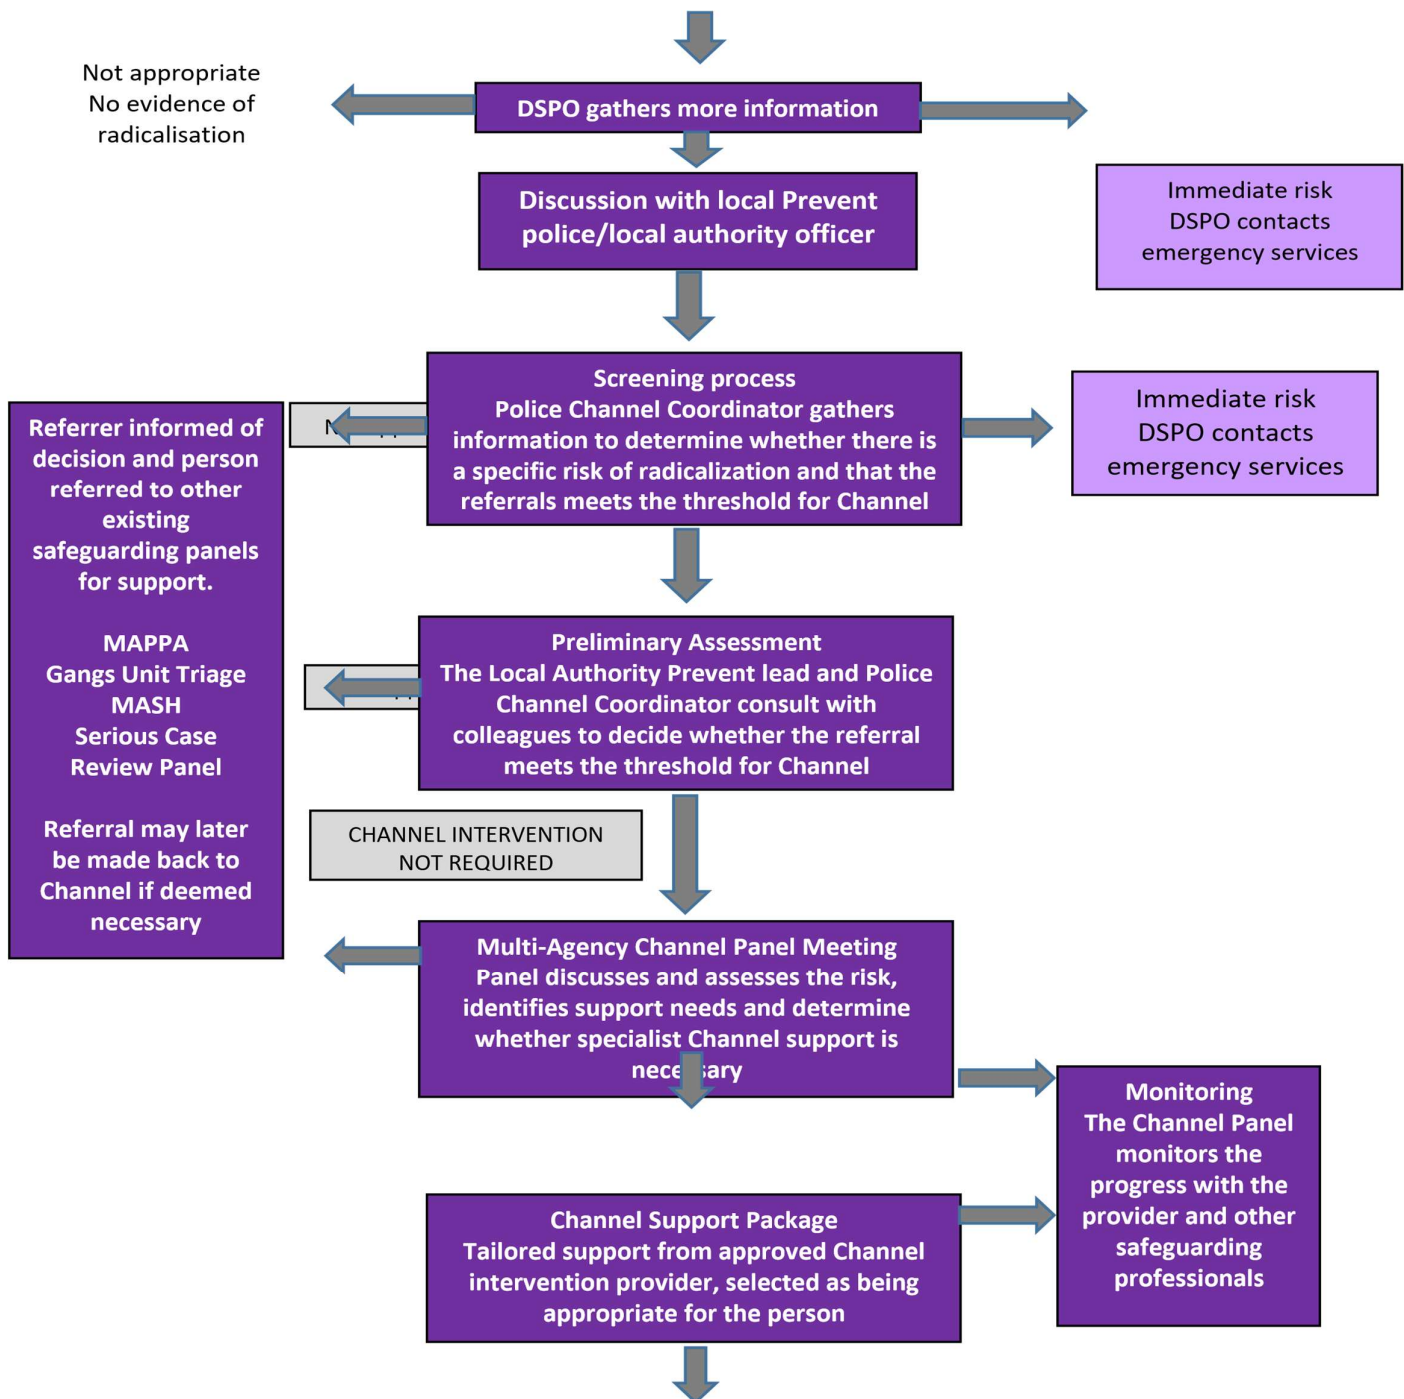 Not appropriate
No evidence of
radicalisation
DSPO gathers more information
Discussion with local Prevent
police/local authority officer
Immediate risk
DSPO contacts
emergency services
Screening process
Police Channel Coordinator gathers
information to determine whether there is
a specific risk of radicalization and that the
referrals meets the threshold for Channel
Immediate risk
DSPO contacts
emergency services
Referrer informed of
decision and person
referred to other
existing
safeguarding panels
for support.
MAPPA
Gangs Unit Triage
MASH
Serious Case
Review Panel
Referral may later
be made back to
Channel if deemed
necessary
Preliminary Assessment
The Local Authority Prevent lead and Police
Channel Coordinator consult with
colleagues to decide whether the referral
meets the threshold for Channel
CHANNEL INTERVENTION
NOT REQUIRED
Multi-Agency Channel Panel Meeting
Panel discusses and assesses the risk,
identifies support needs and determine
whether specialist Channel support is
necessary
Monitoring
The Channel Panel
monitors the
progress with the
provider and other
safeguarding
professionals
Channel Support Package
Tailored support from approved Channel
intervention provider, selected as being
appropriate for the person